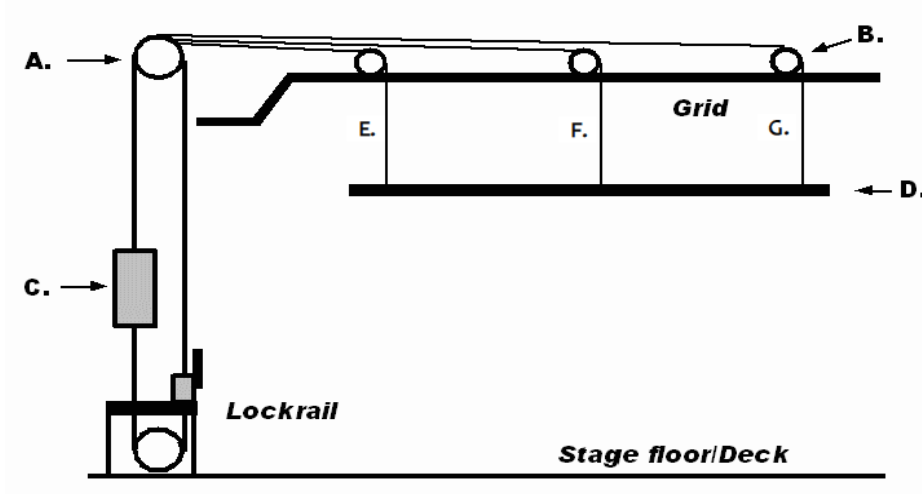 B.
A.
Grid
E.
F.
G.
D.
C.
Lockrail
Stage floor/Deck